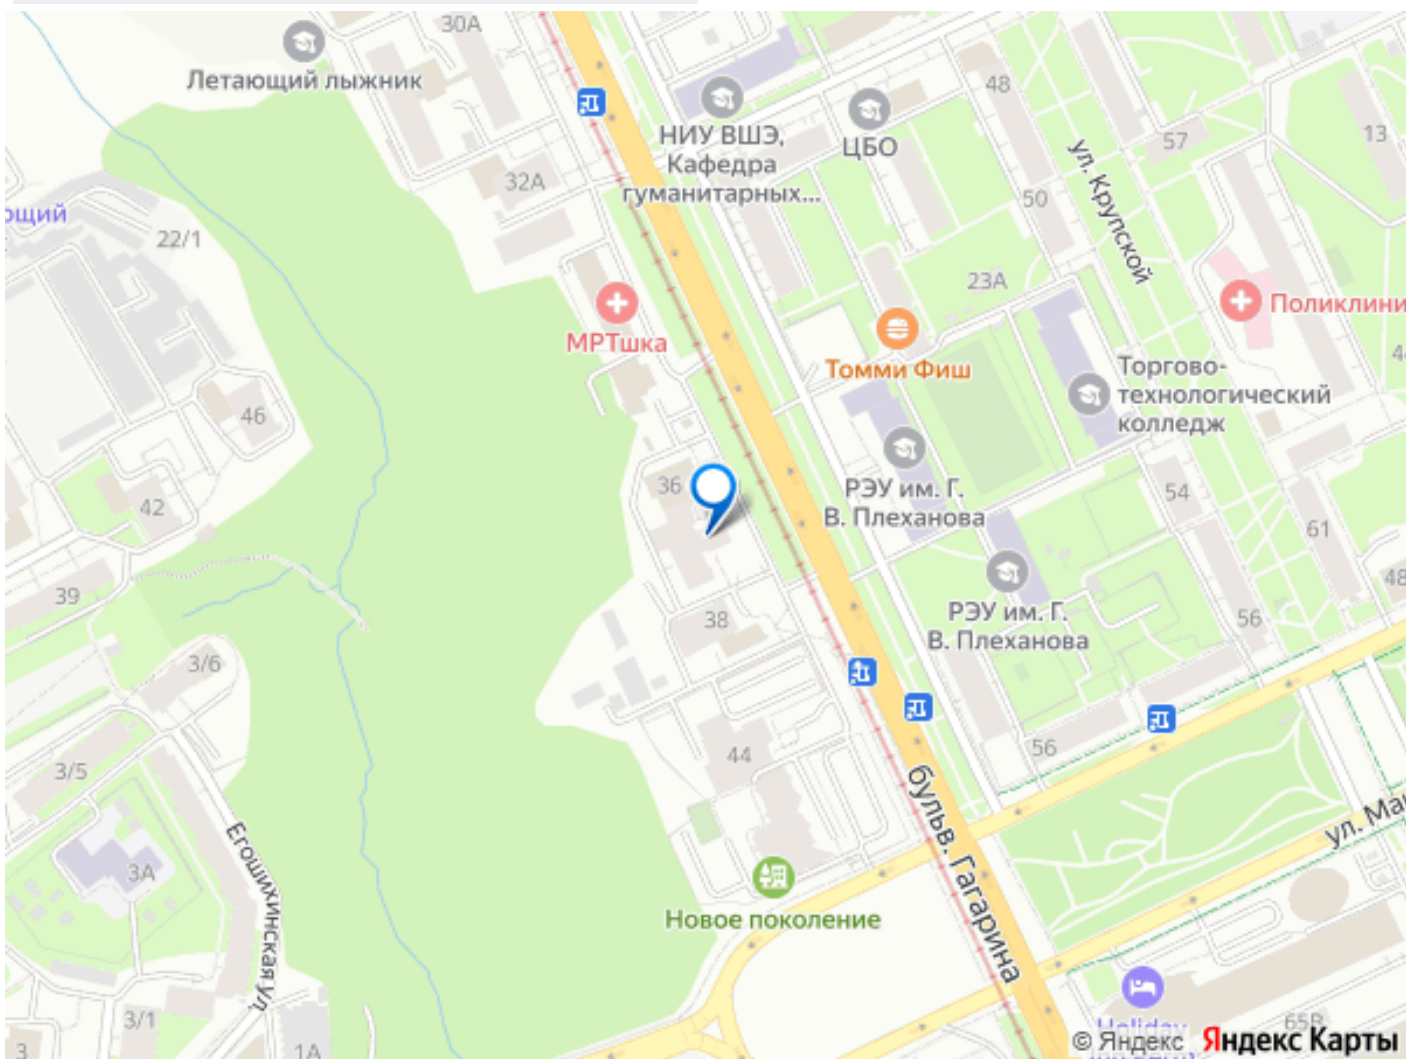 30А
Летающий лыжник
48
НИУ ВШЭ,
Кафедра
гуманитарных...
ЦБО
57
13
ул. Крупской
32А
50
22/1
23А
МРТшка
Томми Фиш
Торгово-
технологический
колледж
46
36
РЭУ им. Г.
В. Плеханова
54
42
61
48
39
РЭУ им. Г.
В. Плеханова
56
38
3/6
44
56
3/5
бульв. Гагарина
Егошихинская ул.
3А
Новое поколение
3/1
3
1А
Holiday
65В
© Яндекс Яндекс Карты